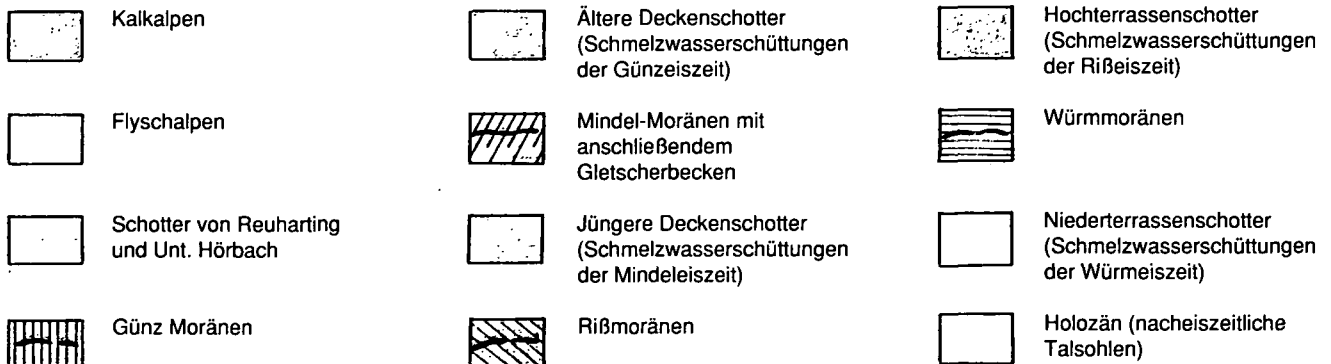 Kalkalpen
Flyschalpen
Schotter von Reuharting
und Unt. Hörbach
Günz Moränen
Ältere Deckenschotter
(Schmelzwasserschüttungen
der Günzeiszeit)
Mindel-Moränen mit
anschließendem
Gletscherbecken
Jüngere Deckenschotter
(Schmelzwasserschüttungen
der Mindeleiszeit)
Rißmoränen
Hochterrassenschotter
(Schmelzwasserschüttungen
der Rißeiszeit)
Würmmoränen
Niederterrassenschotter
(Schmelzwasserschüttungen
der Würmeiszeit)
Holozän (nacheiszeitliche
Talsohlen)